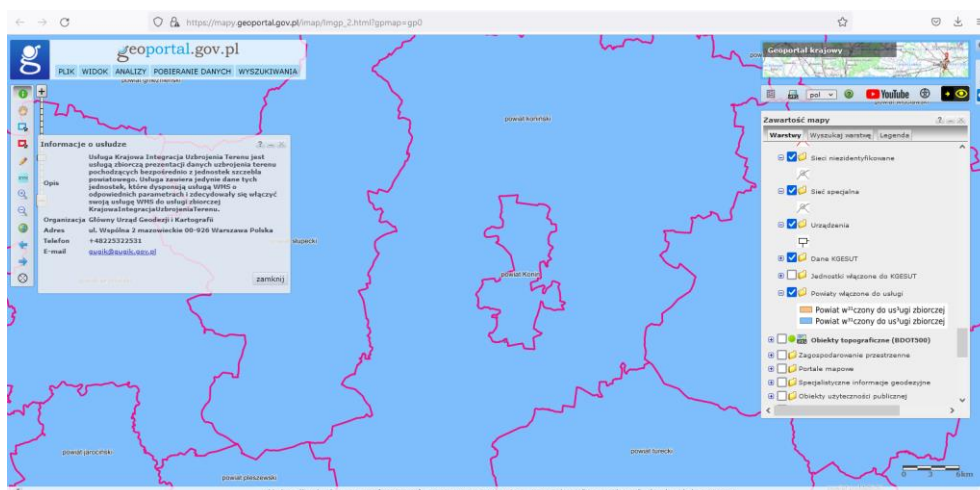 https://mapy.geoportal.gov.pl/imap/Imgp_2.html?gpmap=gp0
geoportal.gov.pl
PLIK WIDOK ANALIZY POBIERANIE DANYCH WYSZUKIWANIA
Geoportal krajowy
pol YouTube
powiat koniński
Informacje o usłudze
Opis
Usługa Krajowa Integracja Uzbrojenia Terenu jest
usługą zbiorczą prezentacji danych uzbrojenia terenu
pochodzących bezpośrednio z jednostek szczebla
powiatowego. Usługa zawiera jedynie dane tych
jednostek, które dysponują usługą WMS o
odpowiednich parametrach i zdecydowały się włączyć
swoją usługę WMS do usługi zbiorczej
KrajowaIntegracjaUzbrojeniaTerenu.
Organizacja Główny Urząd Geodezji i Kartografii
Adres ul. Wspólna 2 mazowieckie 00-926 Warszawa Polska
Telefon +48225322531
E-mail gugik@gugik.gov.pl
zamknij
słupecki
powiat Konin
powiat jarociński
powiat pleszewski
powiat turecki
Zawartość mapy
Warstwy Wyszukaj warstwę Legenda
Sieci niezidentyfikowane
Sieć specjalna
Urządzenia
Dane KGESUT
Jednostki włączone do KGESUT
Powiaty włączone do usługi
Powiat w³¹czony do us³ugi zbiorczej
Powiat w³¹czony do us³ugi zbiorczej
Obiekty topograficzne (BDOT500)
Zagospodarowanie przestrzenne
Portale mapowe
Specjalistyczne informacje geodezyjne
Obiekty użyteczności publicznej
0 3 6km